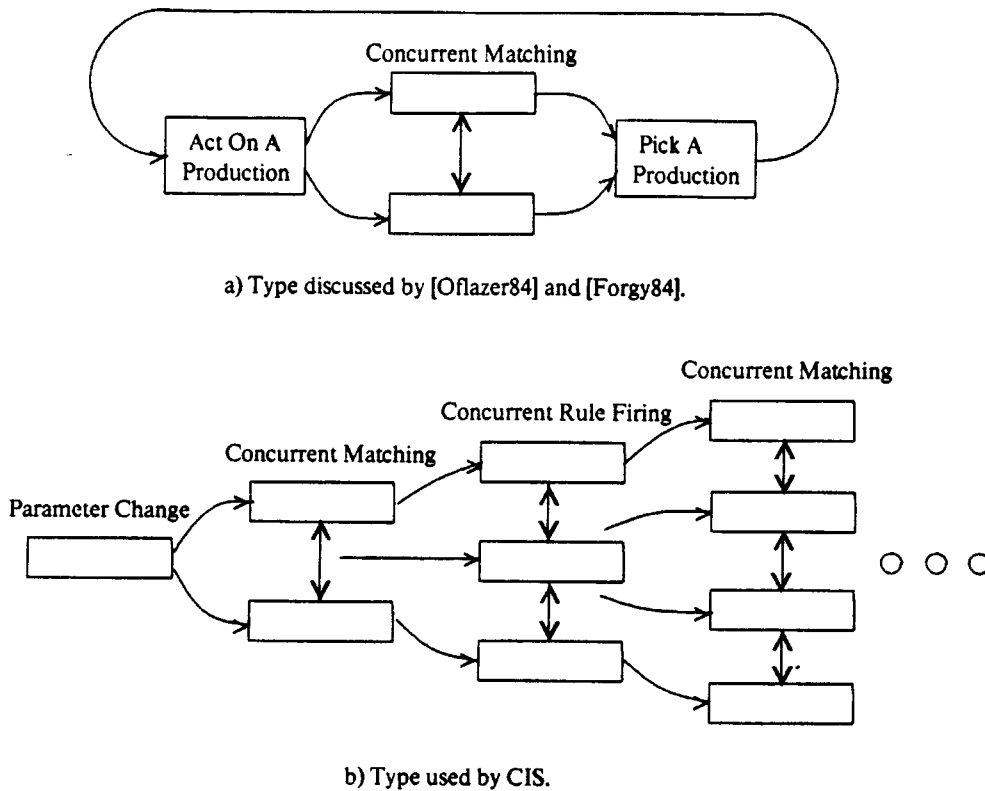 Concurrent Matching
Act On A
Production
Pick A
Production
a) Type discussed by [Oflazer84] and [Forgy84].
Concurrent Matching
Concurrent Rule Firing
Concurrent Matching
Parameter Change
b) Type used by CIS.